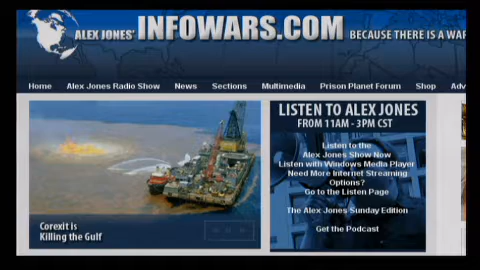 ALEX JONES' INFOWARS.COM BECAUSE THERE IS A WAR
Home Alex Jones Radio Show News Sections Multimedia Prison Planet Forum Shop Adv
LISTEN TO ALEX JONES
FROM 11AM - 3PM CST
Listen to the
Alex Jones Show Now
Listen with Windows Media Player
Need More Internet Streaming
Options?
Go to the Listen Page
The Alex Jones Sunday Edition
Get the Podcast
Corexit is
Killing the Gulf